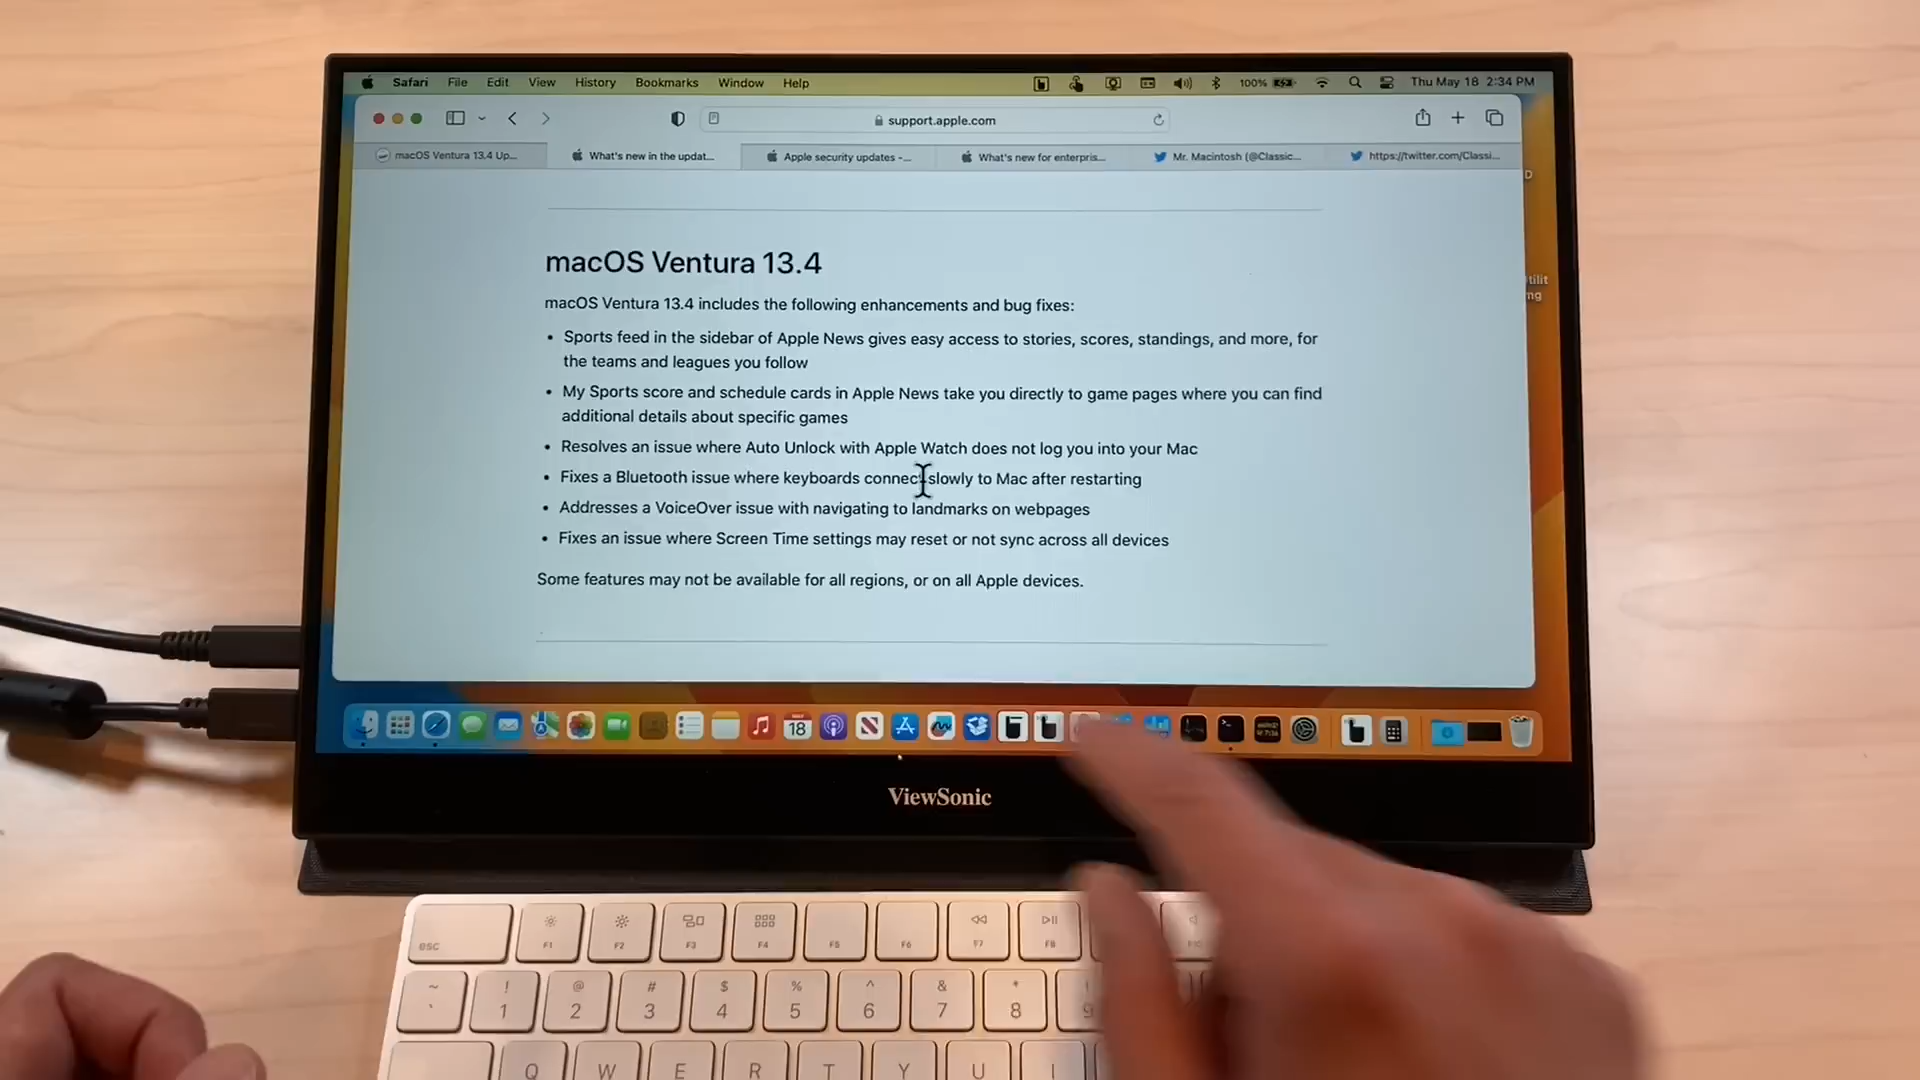 Safari File Edit View History Bookmarks Window Help 100% Thu May 18 2:34 PM
support.apple.com
macOS Ventura 13.4 Up... What's new in the updat... Apple security updates -... What's new for enterpris... Mr. Macintosh (@Classic... https://twitter.com/Classi...
D
macOS Ventura 13.4
tilit
mg
macOS Ventura 13.4 includes the following enhancements and bug fixes:
• Sports feed in the sidebar of Apple News gives easy access to stories, scores, standings, and more, for
the teams and leagues you follow
• My Sports score and schedule cards in Apple News take you directly to game pages where you can find
additional details about specific games
• Resolves an issue where Auto Unlock with Apple Watch does not log you into your Mac
• Fixes a Bluetooth issue where keyboards connect slowly to Mac after restarting
• Addresses a VoiceOver issue with navigating to landmarks on webpages
• Fixes an issue where Screen Time settings may reset or not sync across all devices
Some features may not be available for all regions, or on all Apple devices.
18
ViewSonic
esc F1 F2 F3 F4 F5 F6 F7 F8 F10
~ ! @ # $ % ^ & *
` 1 2 3 4 5 6 7 8 9
Q W E R T Y U I